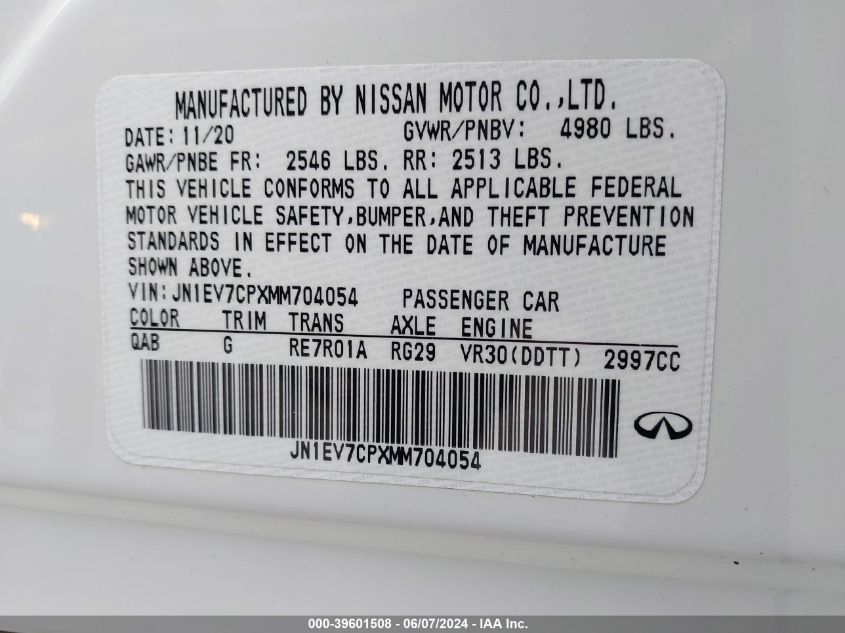 MANUFACTURED BY NISSAN MOTOR CO.,LTD.
DATE: 11/20 GVWR/PNBV: 4980 LBS.
GAWR/PNBE FR: 2546 LBS. RR: 2513 LBS.
THIS VEHICLE CONFORMS TO ALL APPLICABLE FEDERAL
MOTOR VEHICLE SAFETY,BUMPER,AND THEFT PREVENTION
STANDARDS IN EFFECT ON THE DATE OF MANUFACTURE
SHOWN ABOVE.
VIN:JN1EV7CPXMM704054 PASSENGER CAR
COLOR TRIM TRANS AXLE ENGINE
QAB G RE7R01A RG29 VR30(DDTT) 2997CC
JN1EV7CPXMM704054
000-39601508 - 06/07/2024 - IAA Inc.